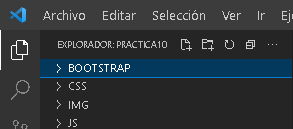 Archivo Editar Selección Ver Ir
EXPLORADOR: PRACTICA10
BOOTSTRAP
CSS
IMG
JS